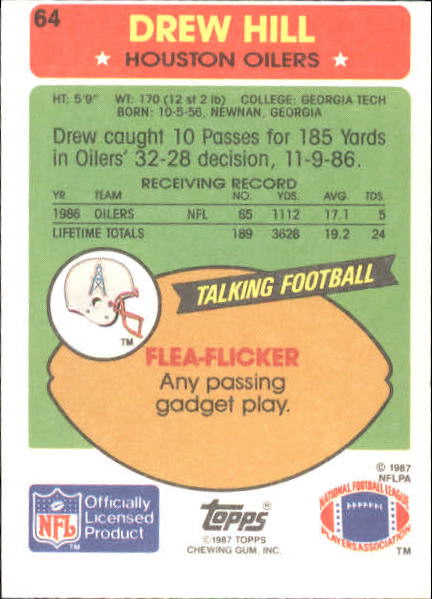 64
DREW HILL
HOUSTON OILERS
HT: 5'9" WT: 170 (12 st 2 lb) COLLEGE: GEORGIA TECH
BORN: 10-5-56, NEWNAN, GEORGIA
Drew caught 10 Passes for 185 Yards
in Oilers' 32-28 decision, 11-9-86.
RECEIVING RECORD
YR. TEAM NO. YDS. AVG. TDS.
1986 OILERS NFL 65 1112 17.1 5
LIFETIME TOTALS 189 3628 19.2 24
TALKING FOOTBALL
TM
FLEA-FLICKER
Any passing
gadget play.
© 1987
NFLPA
NFL
TM
Officially
Licensed
Product
topps®
©1987 TOPPS
CHEWING GUM, INC.
NATIONAL FOOTBALL LEAGUE
PLAYERS ASSOCIATION
TM